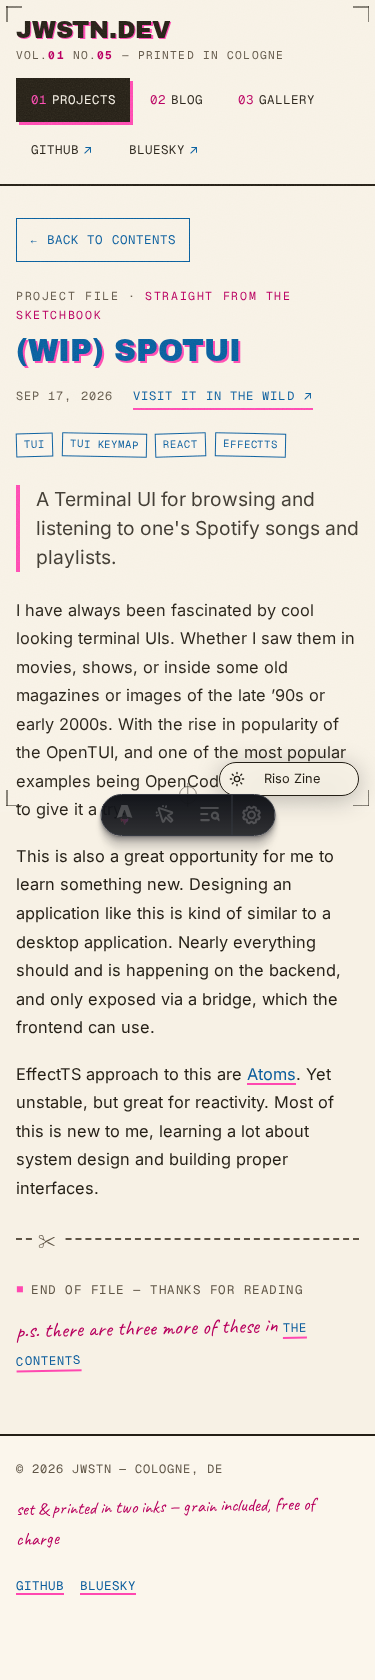 JWSTN.DEV
VOL.01 NO.05 — PRINTED IN COLOGNE
01 PROJECTS 02 BLOG 03 GALLERY
GITHUB ↗ BLUESKY ↗
← BACK TO CONTENTS
PROJECT FILE · STRAIGHT FROM THE
SKETCHBOOK
(WIP) SPOTUI
SEP 17, 2026 VISIT IT IN THE WILD ↗
TUI TUI KEYMAP REACT EFFECTTS
A Terminal UI for browsing and
listening to one's Spotify songs and
playlists.
I have always been fascinated by cool
looking terminal UIs. Whether I saw them in
movies, shows, or inside some old
magazines or images of the late ’90s or
early 2000s. With the rise in popularity of
the OpenTUI, and one of the most popular
examples being OpenCod
Riso Zine
to give it a
This is also a great opportunity for me to
learn something new. Designing an
application like this is kind of similar to a
desktop application. Nearly everything
should and is happening on the backend,
and only exposed via a bridge, which the
frontend can use.
EffectTS approach to this are Atoms. Yet
unstable, but great for reactivity. Most of
this is new to me, learning a lot about
system design and building proper
interfaces.
END OF FILE — THANKS FOR READING
p.s. there are three more of these in THE
CONTENTS
© 2026 JWSTN — COLOGNE, DE
set & printed in two inks — grain included, free of
charge
GITHUB BLUESKY